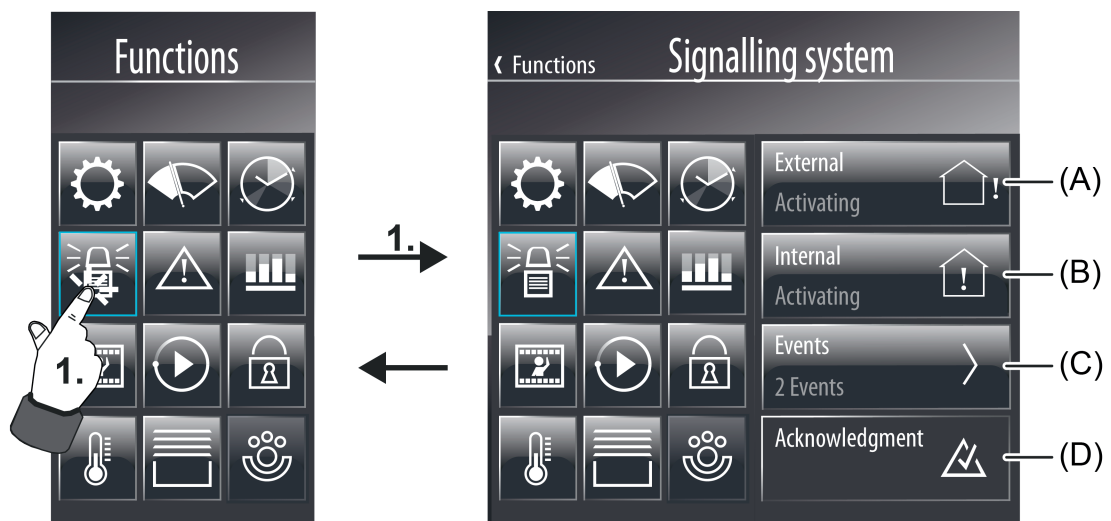 Functions
1.
1.
‹ Functions
Signalling system
External
Activating
(A)
Internal
Activating
(B)
Events
2 Events
(C)
Acknowledgment
(D)